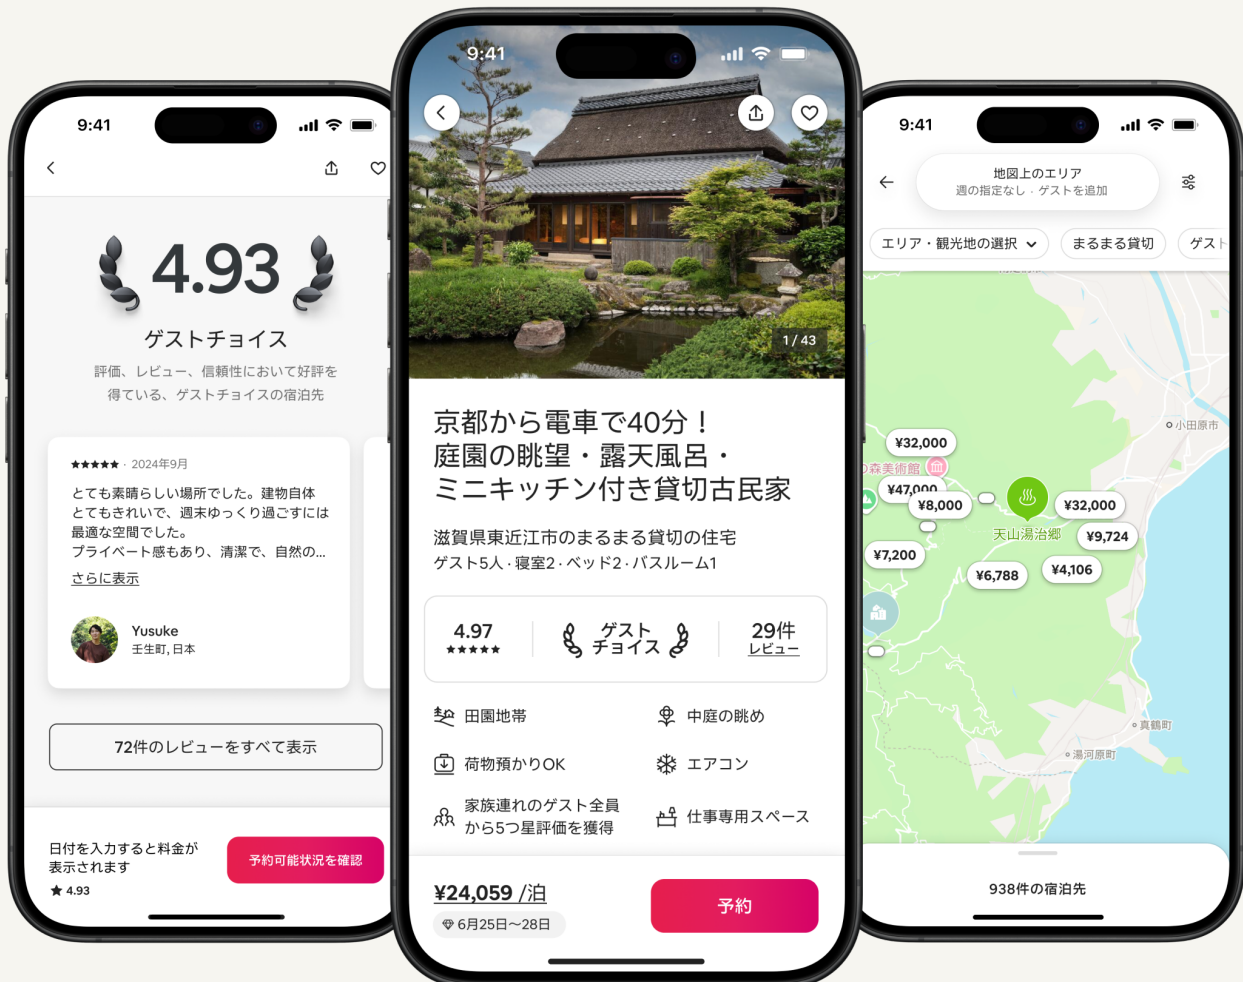 9:41
4.93
ゲストチョイス
評価、レビュー、信頼性において好評を
得ている、ゲストチョイスの宿泊先
★★★★★ · 2024年9月
とても素晴らしい場所でした。建物自体
とてもきれいで、週末ゆっくり過ごすには
最適な空間でした。
プライベート感もあり、清潔で、自然の...
さらに表示
Yusuke
壬生町, 日本
72件のレビューをすべて表示
日付を入力すると料金が
表示されます
★ 4.93
予約可能状況を確認
9:41
1 / 43
京都から電車で40分！
庭園の眺望・露天風呂・
ミニキッチン付き貸切古民家
滋賀県東近江市のまるまる貸切の住宅
ゲスト5人 · 寝室2 · ベッド2 · バスルーム1
4.97
★★★★★
ゲスト
チョイス
29件
レビュー
田園地帯
中庭の眺め
荷物預かりOK
エアコン
家族連れのゲスト全員
から5つ星評価を獲得
仕事専用スペース
¥24,059 /泊
6月25日〜28日
予約
9:41
地図上のエリア
週の指定なし · ゲストを追加
エリア・観光地の選択
まるまる貸切
ゲスト
小田原市
¥32,000
の森美術館
¥47,000
¥8,000
¥32,000
天山湯治郷
¥9,724
¥7,200
¥6,788
¥4,106
真鶴町
湯河原町
938件の宿泊先